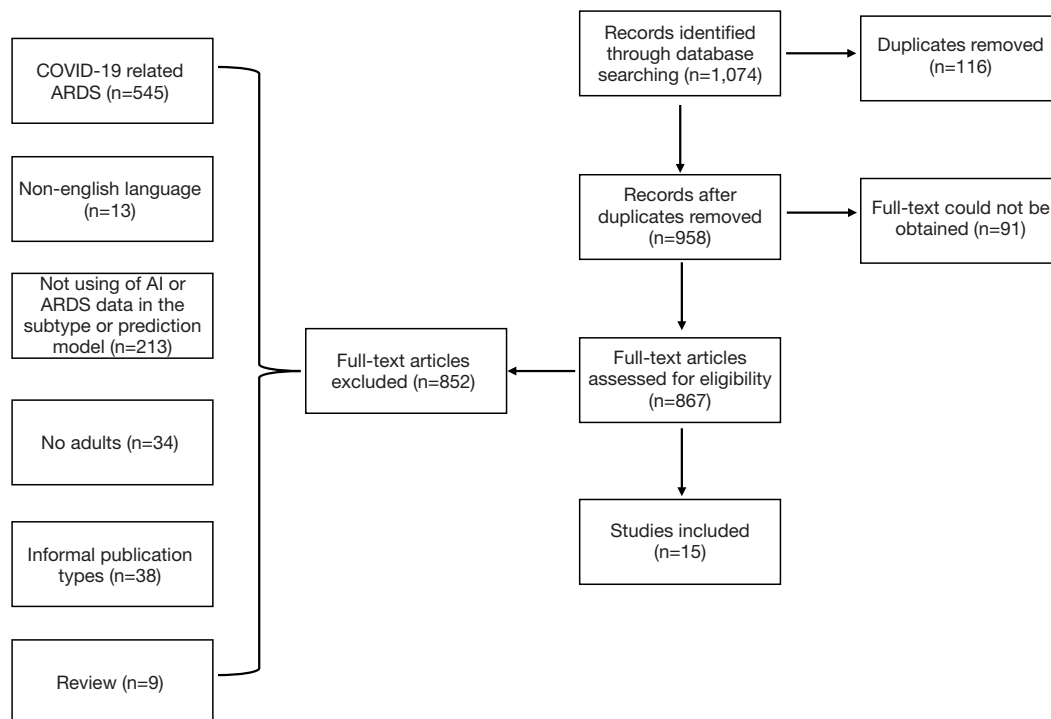 Records identified
through database
searching (n=1,074)
Duplicates removed
(n=116)
Records after
duplicates removed
(n=958)
Full-text could not be
obtained (n=91)
Full-text articles
assessed for eligibility
(n=867)
Full-text articles
excluded (n=852)
Studies included
(n=15)
COVID-19 related
ARDS (n=545)
Non-english language
(n=13)
Not using of AI or
ARDS data in the
subtype or prediction
model (n=213)
No adults (n=34)
Informal publication
types (n=38)
Review (n=9)